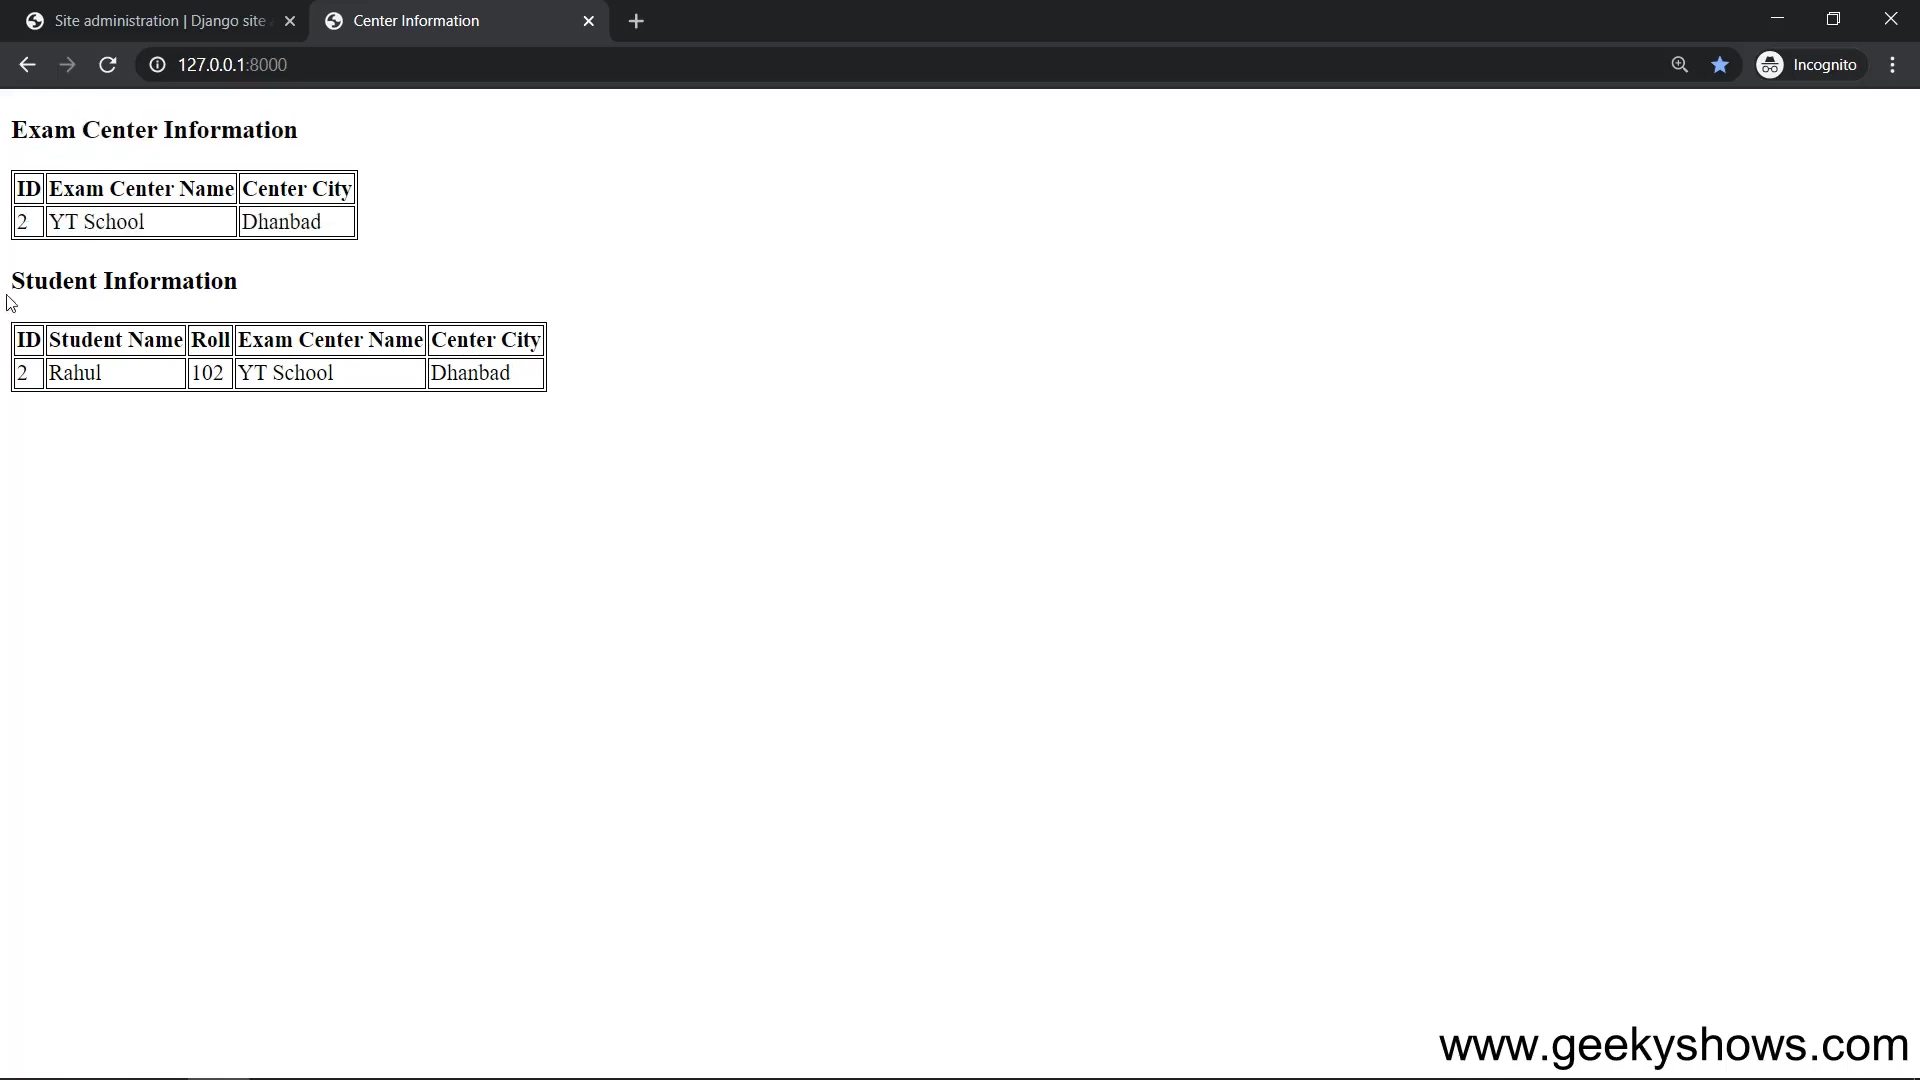 Site administration | Django site
Center Information
127.0.0.1:8000
Incognito
Exam Center Information
ID Exam Center Name Center City
2 YT School Dhanbad
Student Information
ID Student Name Roll Exam Center Name Center City
2 Rahul 102 YT School Dhanbad
www.geekyshows.com